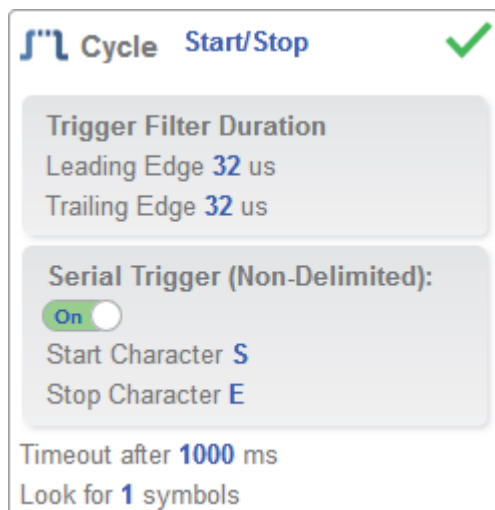 Cycle Start/Stop
Trigger Filter Duration
Leading Edge 32 us
Trailing Edge 32 us
Serial Trigger (Non-Delimited):
On
Start Character S
Stop Character E
Timeout after 1000 ms
Look for 1 symbols